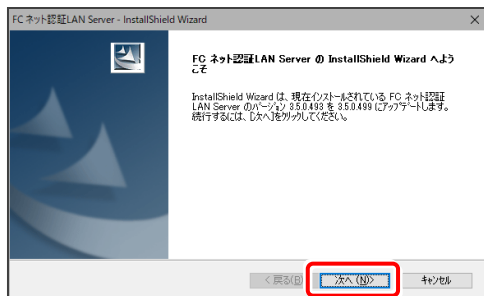 FC ネット認証LAN Server - InstallShield Wizard
FC ネット認証LAN Server の InstallShield Wizard へよう
こそ
InstallShield Wizard は、現在インストールされている FC ネット認証
LAN Server のバージョン 3.5.0.493 を 3.5.0.499 にアップデートします。
続行するには、[次へ]をクリックしてください。
< 戻る(B)
次へ(N)>
キャンセル